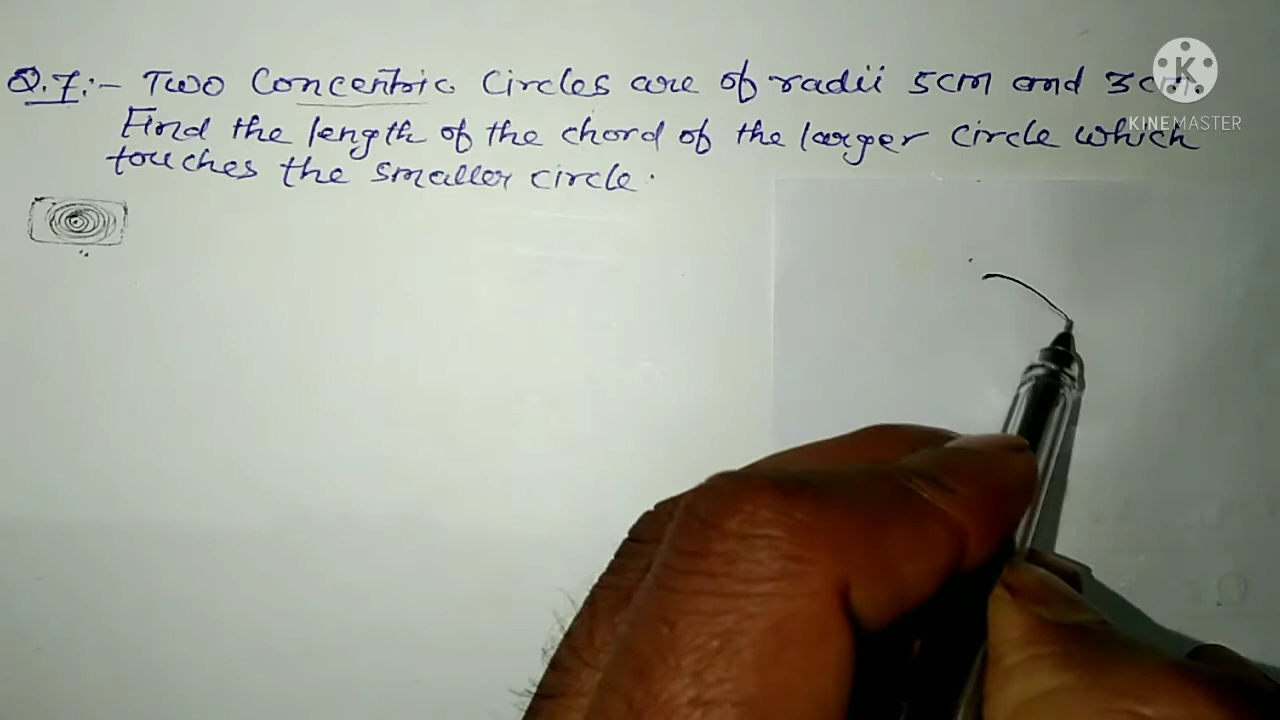 Q.7:- Two Concentric Circles are of radii 5cm and 3cm
Find the length of the chord of the larger circle which
touches the smaller circle.
K
KINEMASTER